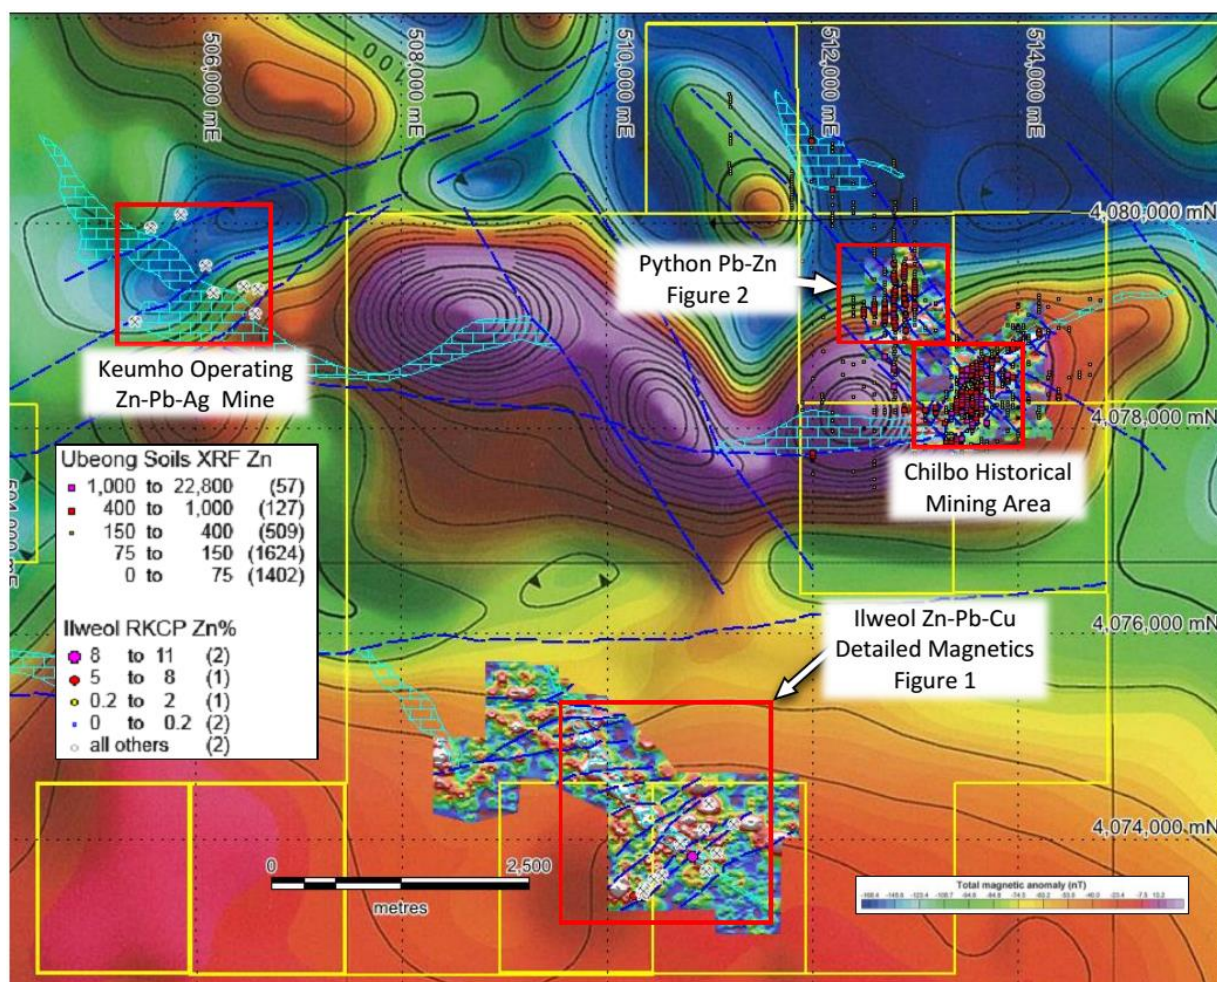 506,000 mE
508,000 mE
510,000 mE
512,000 mE
514,000 mE
100
4,080,000 mN
Python Pb-Zn
Figure 2
Keumho Operating
Zn-Pb-Ag Mine
4,078,000 mN
Chilbo Historical
Mining Area
Ubeong Soils XRF Zn
1,000 to 22,800 (57)
400 to 1,000 (127)
150 to 400 (509)
75 to 150 (1624)
0 to 75 (1402)
Ilweol RKCP Zn%
8 to 11 (2)
5 to 8 (1)
0.2 to 2 (1)
0 to 0.2 (2)
all others (2)
Ilweol Zn-Pb-Cu
Detailed Magnetics
Figure 1
4,076,000 mN
4,074,000 mN
0 2,500
metres
Total magnetic anomaly (nT)